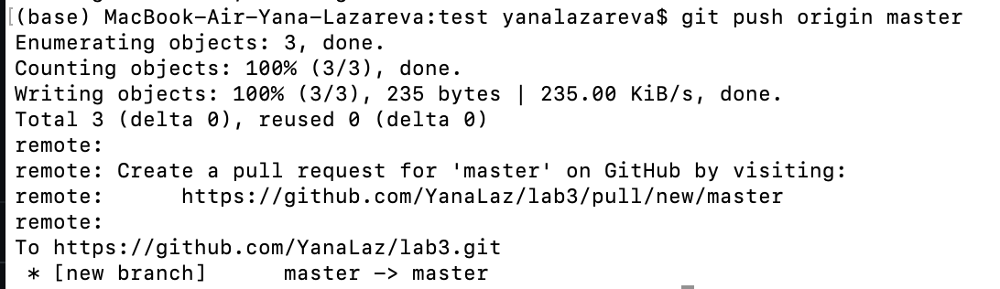 [(base) MacBook-Air-Yana-Lazareva:test yanalazareva$ git push origin master
Enumerating objects: 3, done.
Counting objects: 100% (3/3), done.
Writing objects: 100% (3/3), 235 bytes | 235.00 KiB/s, done.
Total 3 (delta 0), reused 0 (delta 0)
remote:
remote: Create a pull request for 'master' on GitHub by visiting:
remote:      https://github.com/YanaLaz/lab3/pull/new/master
remote:
To https://github.com/YanaLaz/lab3.git
 * [new branch]      master -> master